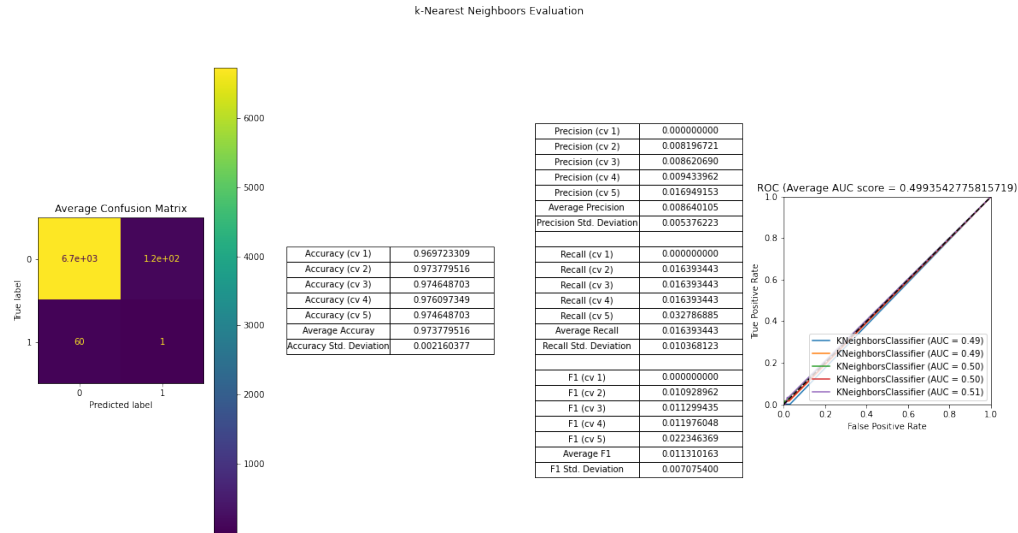 k-Nearest Neighboors Evaluation
Average Confusion Matrix
True label
0
1
6.7e+03
1.2e+02
60
1
0
1
Predicted label
6000
5000
4000
3000
2000
1000
Accuracy (cv 1) 0.969723309
Accuracy (cv 2) 0.973779516
Accuracy (cv 3) 0.974648703
Accuracy (cv 4) 0.976097349
Accuracy (cv 5) 0.974648703
Average Accuray 0.973779516
Accuracy Std. Deviation 0.002160377
Precision (cv 1) 0.000000000
Precision (cv 2) 0.008196721
Precision (cv 3) 0.008620690
Precision (cv 4) 0.009433962
Precision (cv 5) 0.016949153
Average Precision 0.008640105
Precision Std. Deviation 0.005376223
Recall (cv 1) 0.000000000
Recall (cv 2) 0.016393443
Recall (cv 3) 0.016393443
Recall (cv 4) 0.016393443
Recall (cv 5) 0.032786885
Average Recall 0.016393443
Recall Std. Deviation 0.010368123
F1 (cv 1) 0.000000000
F1 (cv 2) 0.010928962
F1 (cv 3) 0.011299435
F1 (cv 4) 0.011976048
F1 (cv 5) 0.022346369
Average F1 0.011310163
F1 Std. Deviation 0.007075400
ROC (Average AUC score = 0.4993542775815719)
True Positive Rate
1.0
0.8
0.6
0.4
0.2
0.0
KNeighborsClassifier (AUC = 0.49)
KNeighborsClassifier (AUC = 0.49)
KNeighborsClassifier (AUC = 0.50)
KNeighborsClassifier (AUC = 0.50)
KNeighborsClassifier (AUC = 0.51)
0.0 0.2 0.4 0.6 0.8 1.0
False Positive Rate